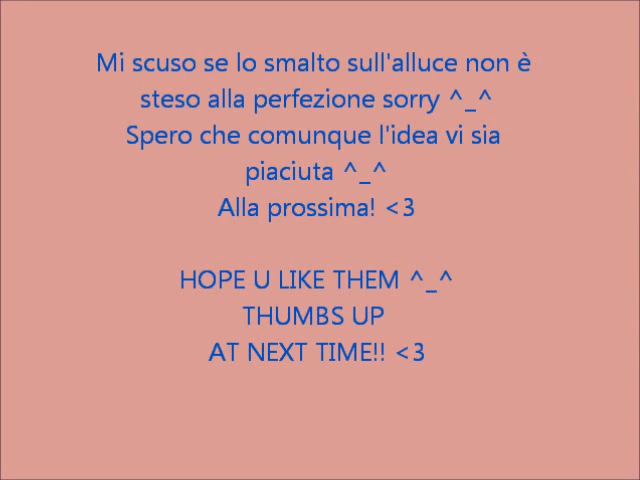 Mi scuso se lo smalto sull'alluce non è
steso alla perfezione sorry ^_^
Spero che comunque l'idea vi sia
piaciuta ^_^
Alla prossima! <3
HOPE U LIKE THEM ^_^
THUMBS UP
AT NEXT TIME!! <3